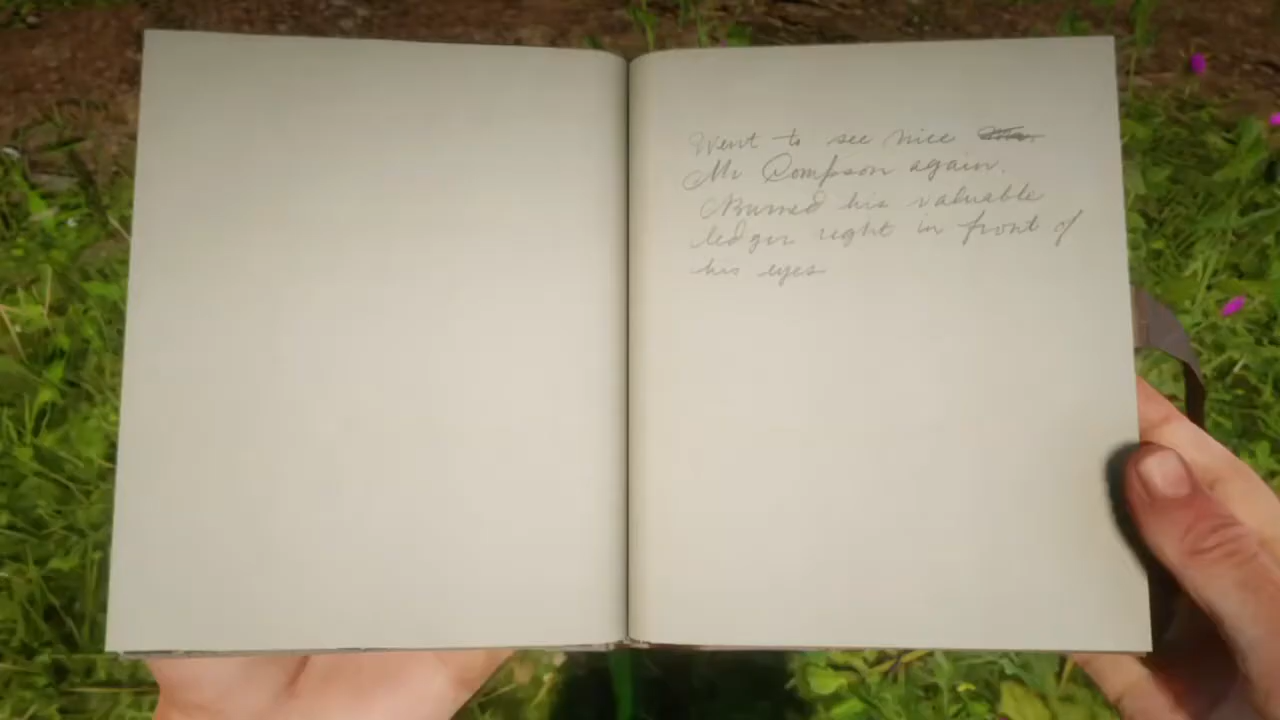 Went to see nice
Mr Compson again.
Burned his valuable
ledger right in front of
his eyes